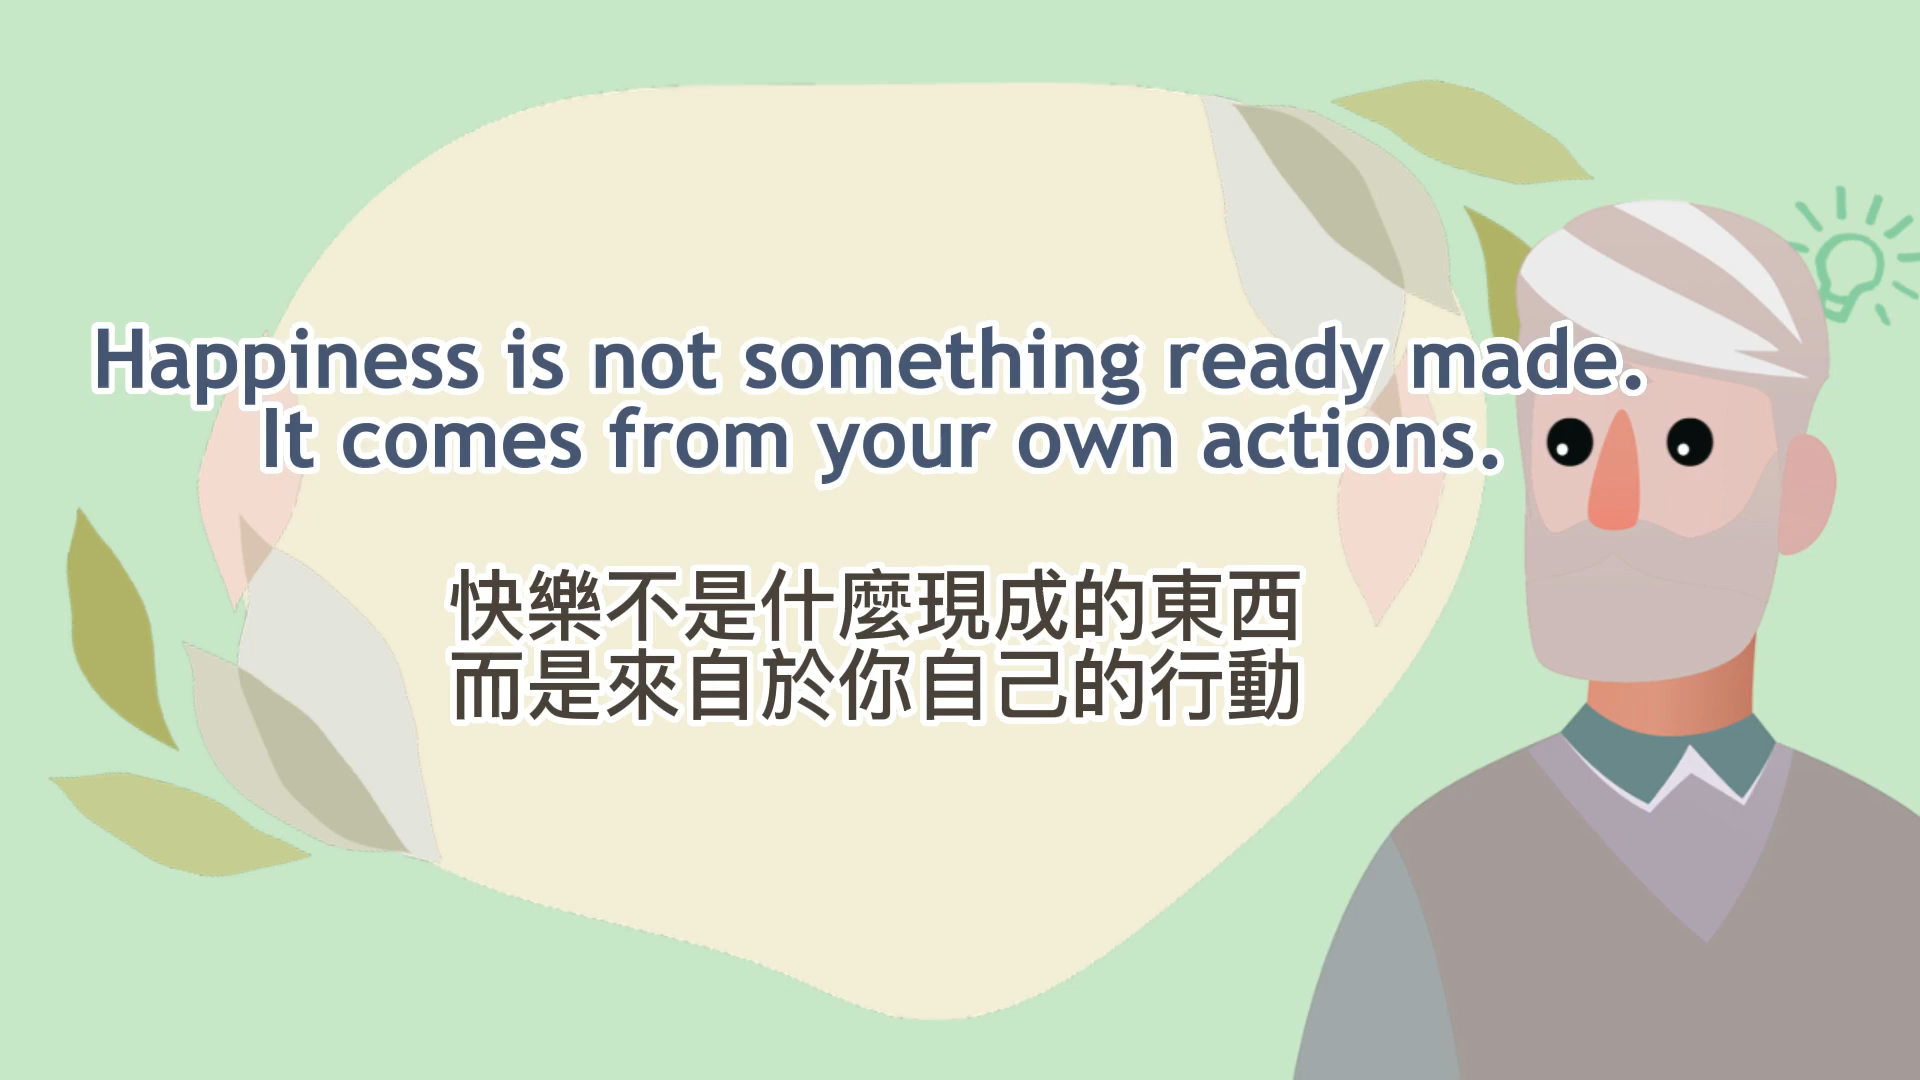 Happiness is not something ready made.
It comes from your own actions.
快樂不是什麼現成的東西
而是來自於你自己的行動